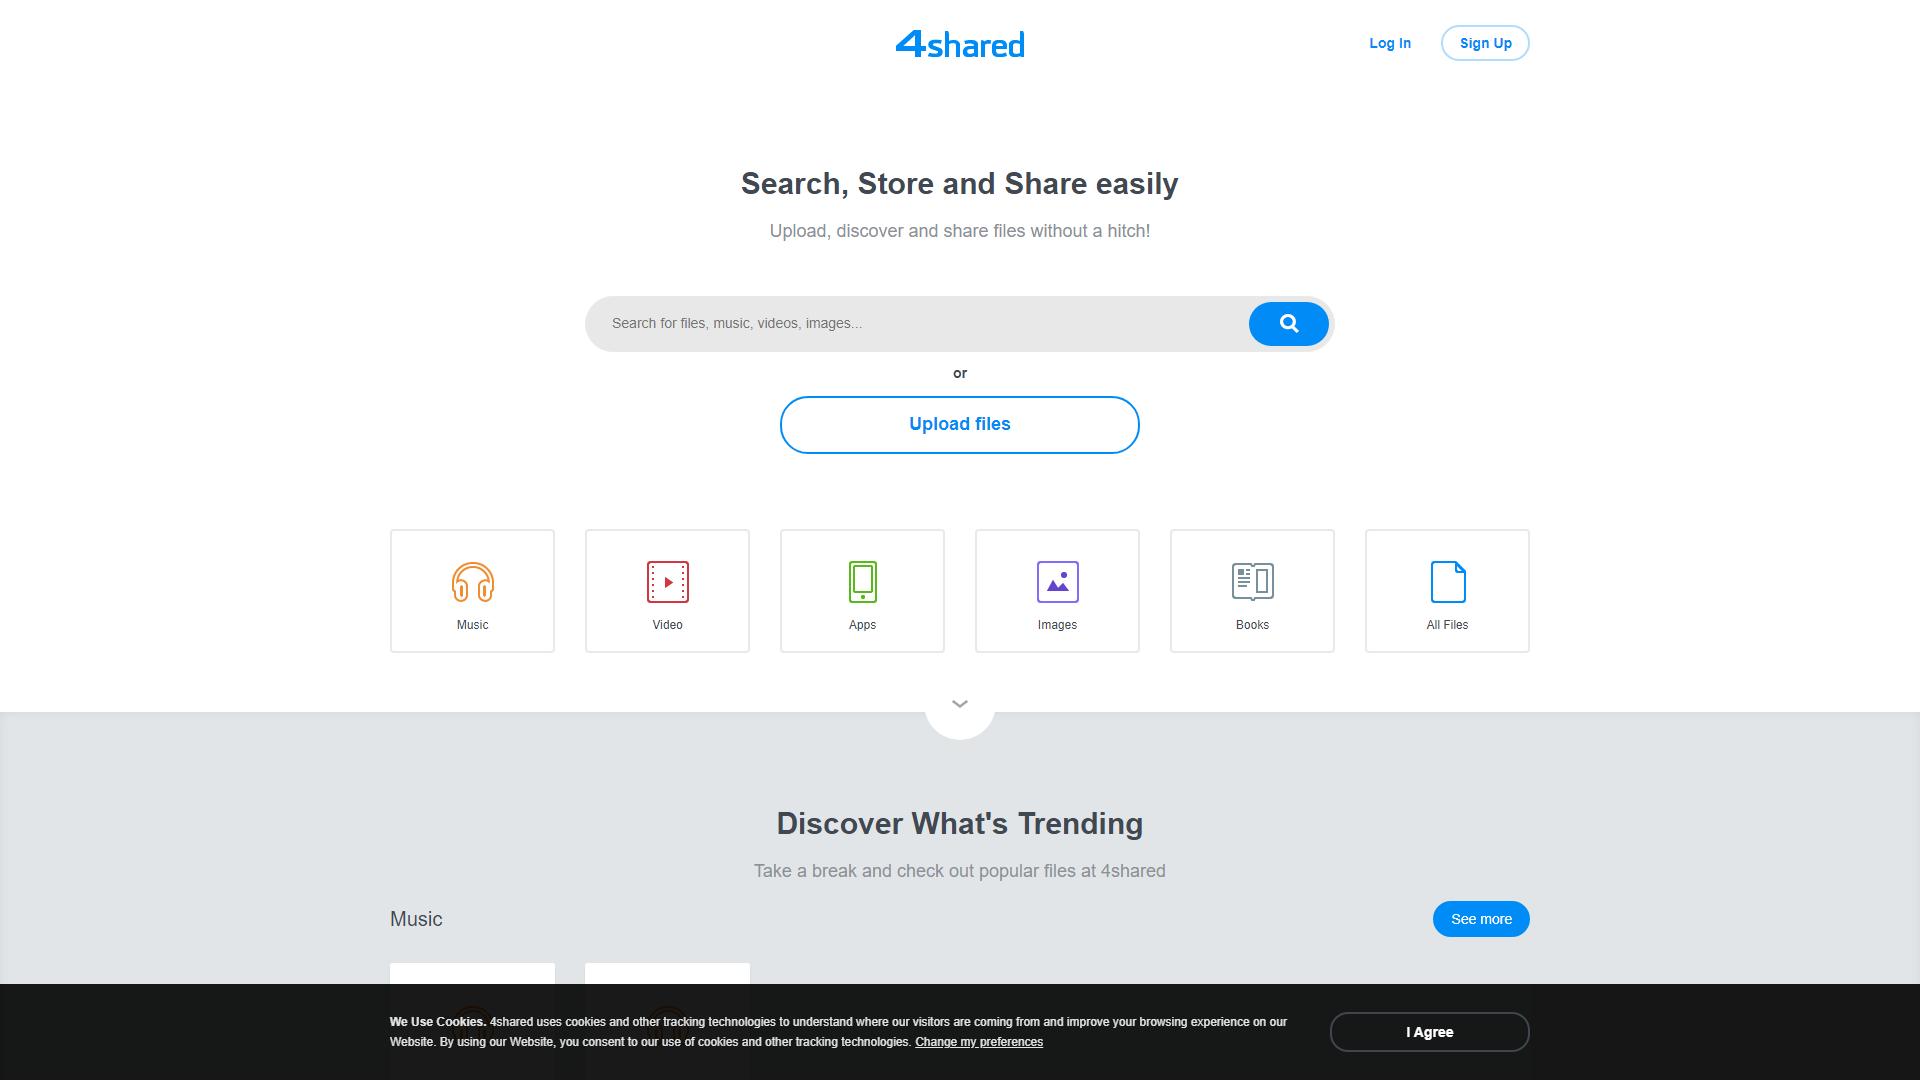 4shared
Log In
Sign Up
Search, Store and Share easily
Upload, discover and share files without a hitch!
Search for files, music, videos, images...
or
Upload files
Music
Video
Apps
Images
Books
All Files
Discover What's Trending
Take a break and check out popular files at 4shared
Music
See more
We Use Cookies. 4shared uses cookies and other tracking technologies to understand where our visitors are coming from and improve your browsing experience on our
Website. By using our Website, you consent to our use of cookies and other tracking technologies. Change my preferences
I Agree